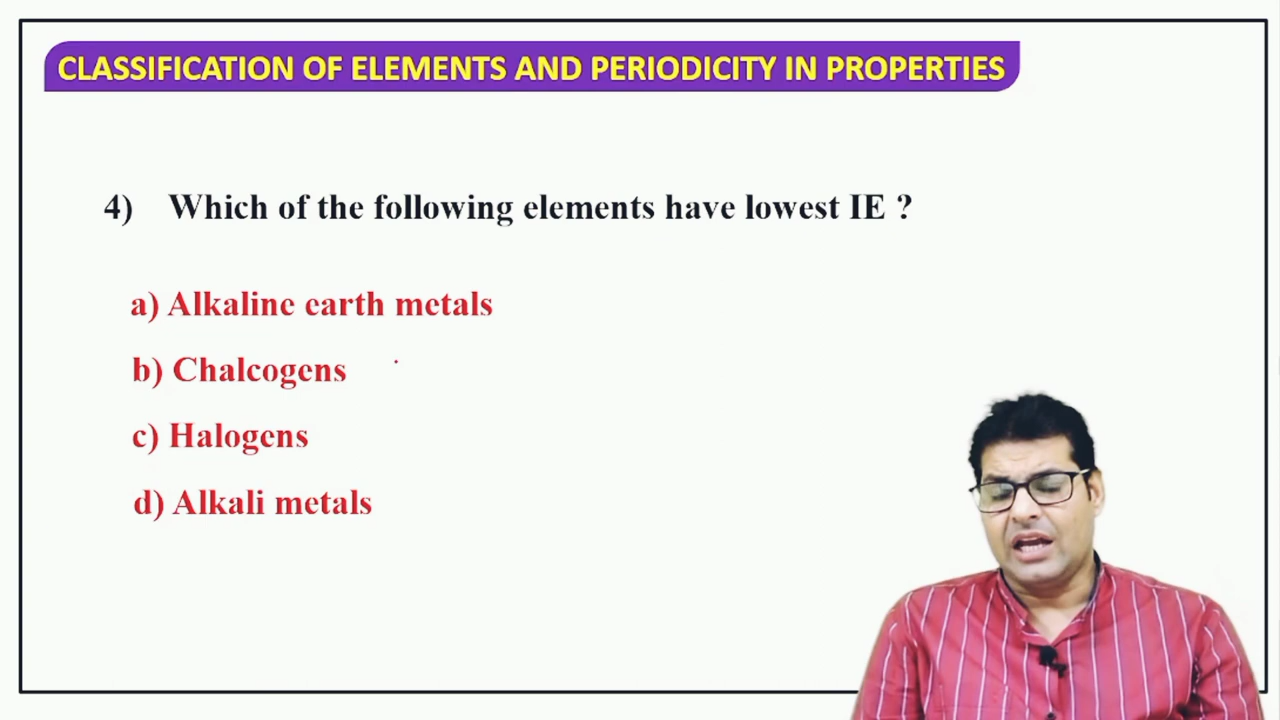 CLASSIFICATION OF ELEMENTS AND PERIODICITY IN PROPERTIES
4) Which of the following elements have lowest IE ?
a) Alkaline earth metals
b) Chalcogens
c) Halogens
d) Alkali metals